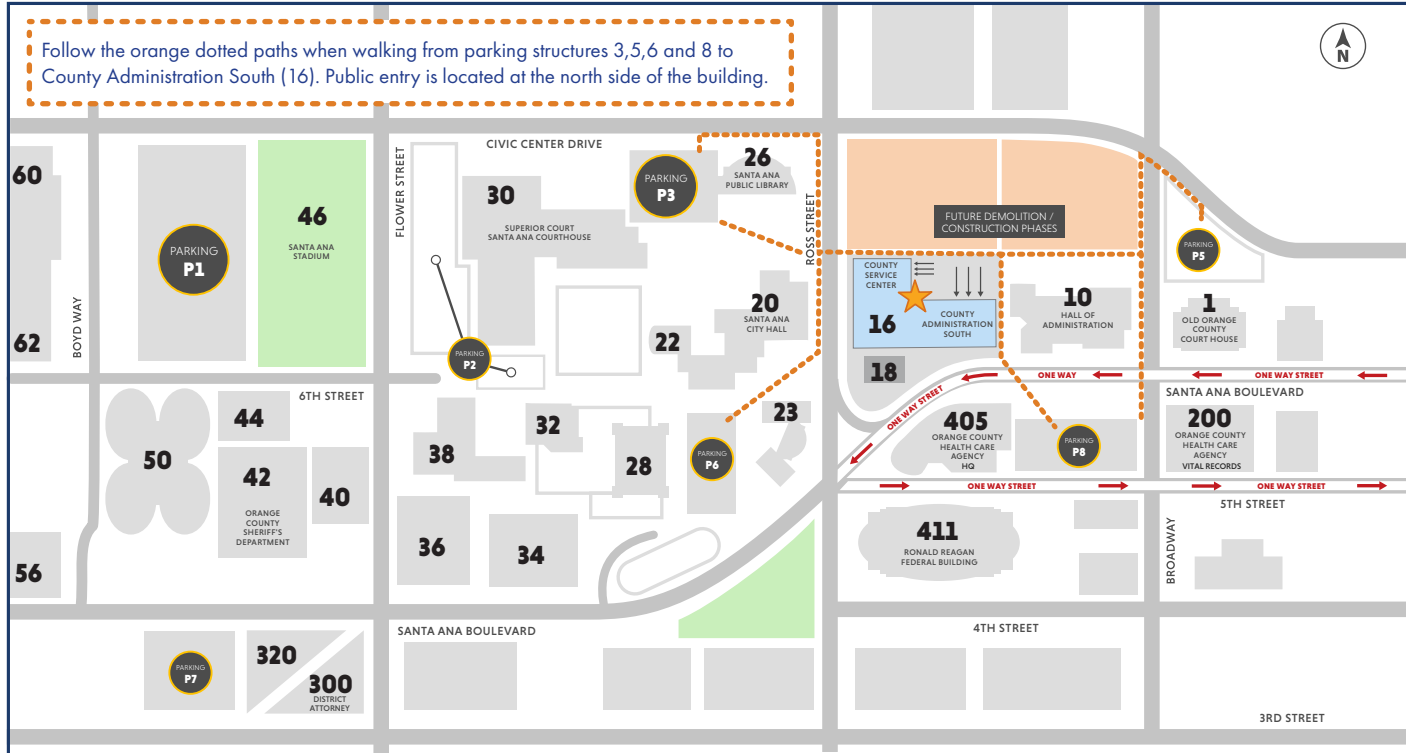 Follow the orange dotted paths when walking from parking structures 3,5,6 and 8 to
County Administration South (16). Public entry is located at the north side of the building.
N
CIVIC CENTER DRIVE
FLOWER STREET
ROSS STREET
BOYD WAY
60
62
PARKING
P1
46
SANTA ANA
STADIUM
30
SUPERIOR COURT
SANTA ANA COURTHOUSE
PARKING
P3
26
SANTA ANA
PUBLIC LIBRARY
FUTURE DEMOLITION /
CONSTRUCTION PHASES
PARKING
P5
COUNTY
SERVICE
CENTER
16
COUNTY
ADMINISTRATION
SOUTH
10
HALL OF
ADMINISTRATION
1
OLD ORANGE
COUNTY
COURT HOUSE
20
SANTA ANA
CITY HALL
22
PARKING
P2
18
ONE WAY
ONE WAY STREET
ONE WAY STREET
SANTA ANA BOULEVARD
6TH STREET
44
50
42
ORANGE
COUNTY
SHERIFF'S
DEPARTMENT
40
38
32
28
PARKING
P6
23
405
ORANGE COUNTY
HEALTH CARE
AGENCY
HQ
PARKING
P8
200
ORANGE COUNTY
HEALTH CARE
AGENCY
VITAL RECORDS
ONE WAY STREET
ONE WAY STREET
5TH STREET
56
36
34
411
RONALD REAGAN
FEDERAL BUILDING
BROADWAY
SANTA ANA BOULEVARD
4TH STREET
PARKING
P7
320
300
DISTRICT
ATTORNEY
3RD STREET